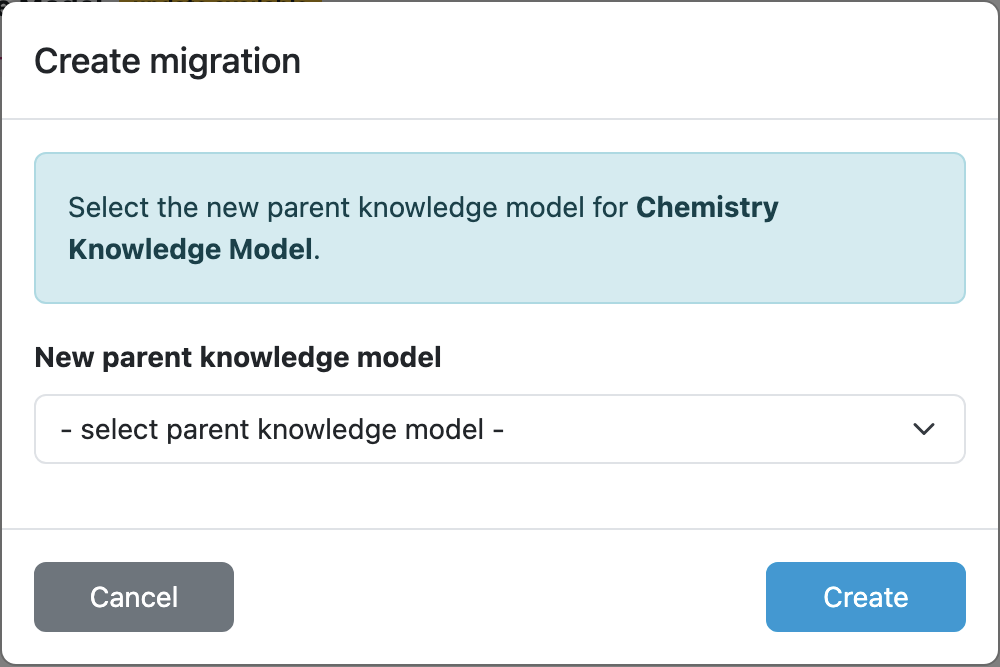 Create migration
Select the new parent knowledge model for Chemistry
Knowledge Model.
New parent knowledge model
- select parent knowledge model -
Cancel
Create